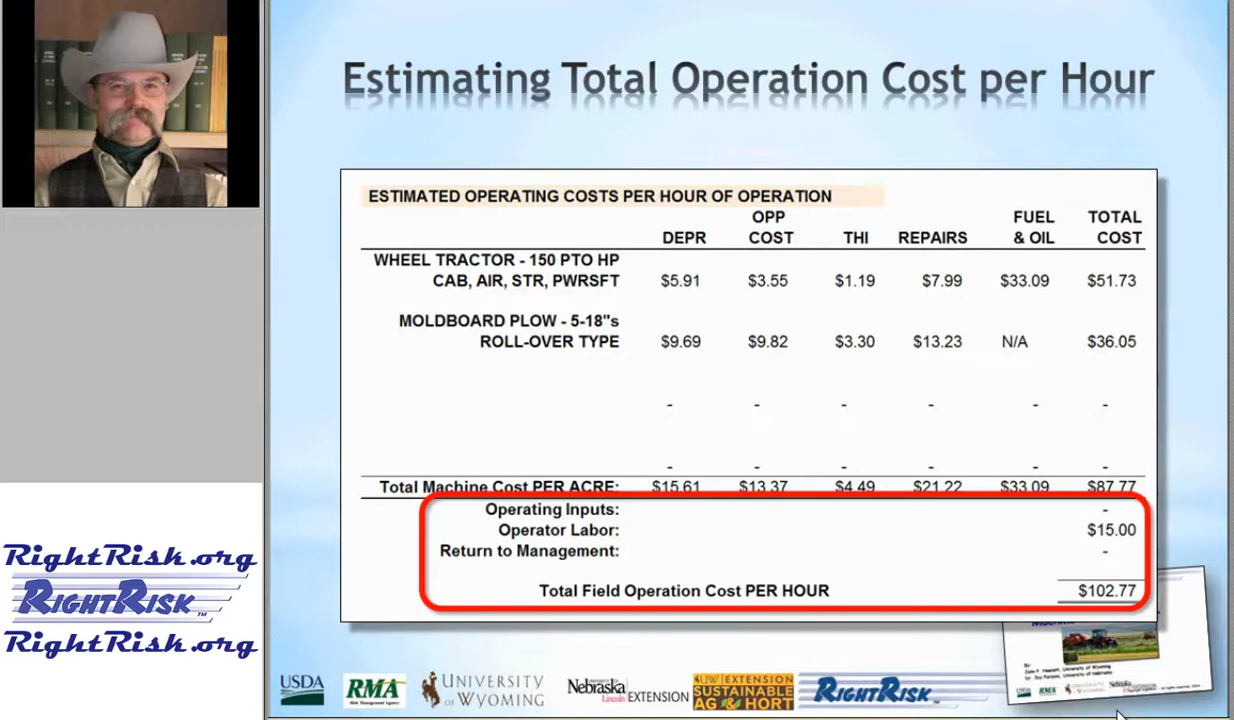 Estimating Total Operation Cost per Hour
ESTIMATED OPERATING COSTS PER HOUR OF OPERATION
DEPR OPP COST THI REPAIRS FUEL & OIL TOTAL COST
WHEEL TRACTOR - 150 PTO HP
CAB, AIR, STR, PWRSFT $5.91 $3.55 $1.19 $7.99 $33.09 $51.73
MOLDBOARD PLOW - 5-18"s
ROLL-OVER TYPE $9.69 $9.82 $3.30 $13.23 N/A $36.05
- - - - - -
- - - - - -
Total Machine Cost PER ACRE: $15.61 $13.37 $4.49 $21.22 $33.09 $87.77
Operating Inputs: -
Operator Labor: $15.00
Return to Management: -
Total Field Operation Cost PER HOUR $102.77
RightRisk.org
RIGHTRISK™
RightRisk.org
USDA
RMA
Risk Management Agency
UNIVERSITY
OF WYOMING
Nebraska
Lincoln EXTENSION
UW EXTENSION
SUSTAINABLE
AG & HORT
RIGHTRISK